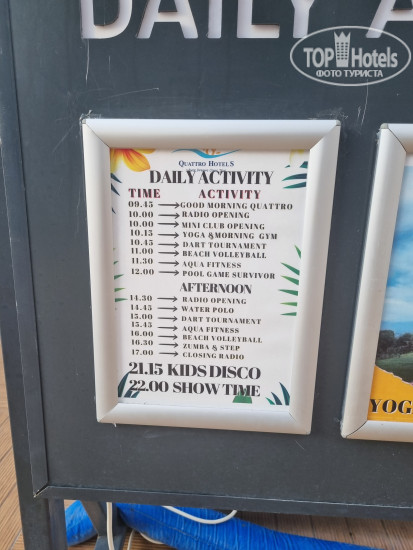 DAILY A
TopHotels
ФОТО ТУРИСТА
QUATTRO HOTELS
DAILY ACTIVITY
TIME ACTIVITY
09.45 → GOOD MORNING QUATTRO
10.00 → RADIO OPENING
10.00 → MINI CLUB OPENING
10.15 → YOGA &MORNING GYM
10.45 → DART TOURNAMENT
11.00 → BEACH VOLLEYBALL
11.30 → AQUA FITNESS
12.00 → POOL GAME SURVIVOR
AFTERNOON
14.30 → RADIO OPENING
14.45 → WATER POLO
15.00 → DART TOURNAMENT
15.45 → AQUA FITNESS
16.00 → BEACH VOLLEYBALL
16.30 → ZUMBA & STEP
17.00 → CLOSING RADIO
21.15 KIDS DISCO
22.00 SHOW TIME
YOG